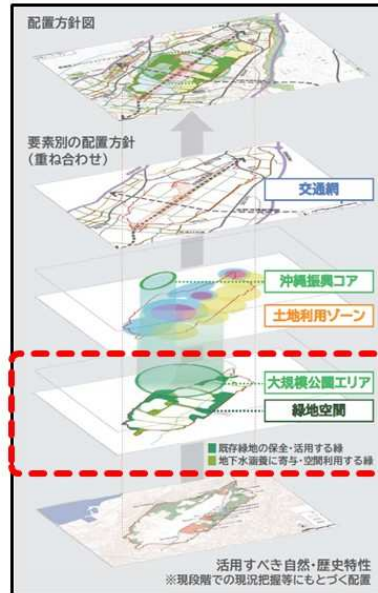 配置方針図
要素別の配置方針
(重ね合わせ)
交通網
沖縄振興コア
土地利用ゾーン
大規模公園エリア
緑地空間
■既存緑地の保全・活用する緑
■地下水涵養に寄与・空間利用する緑
活用すべき自然・歴史特性
※現段階での現況把握等にもとづく配置